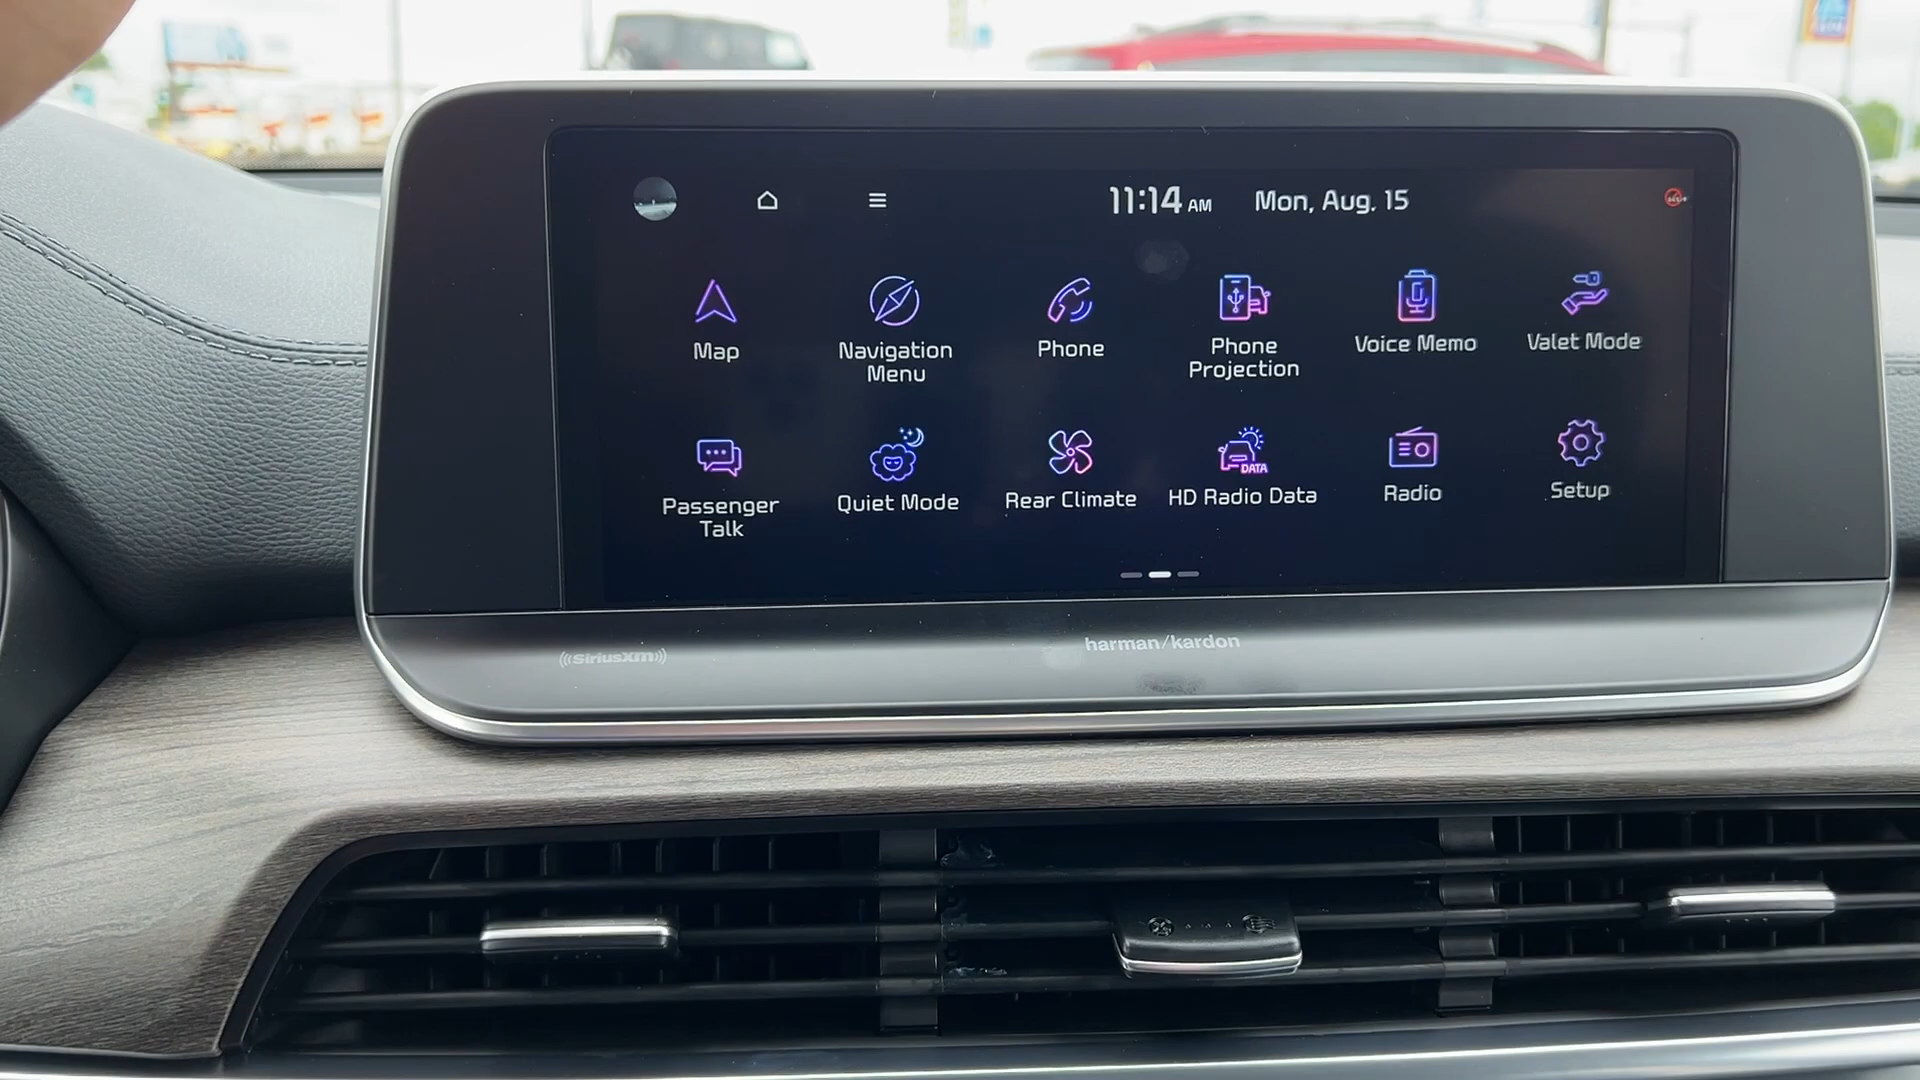 11:14 AM Mon, Aug. 15
Map
Navigation
Menu
Phone
Phone
Projection
Voice Memo
Valet Mode
Passenger
Talk
Quiet Mode
Rear Climate
DATA
HD Radio Data
Radio
Setup
((SiriusXM))
harman/kardon